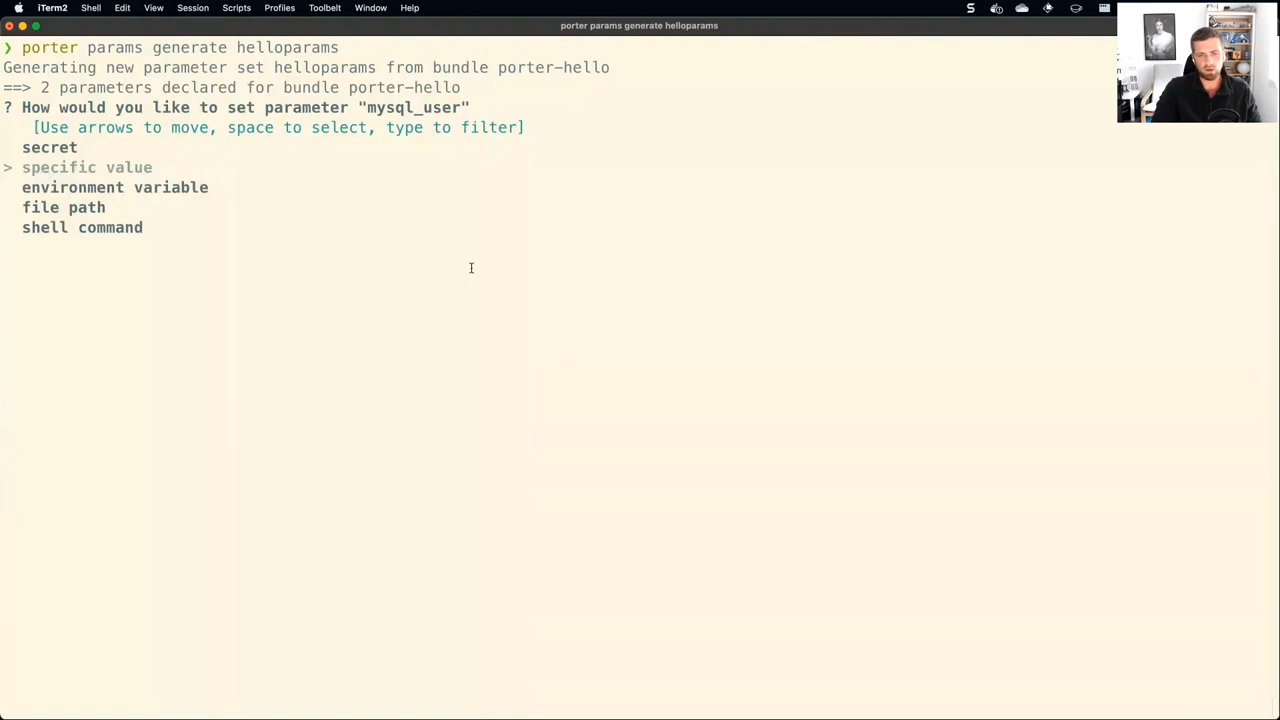 iTerm2 Shell Edit View Session Scripts Profiles Toolbelt Window Help
porter params generate helloparams
❯ porter params generate helloparams
Generating new parameter set helloparams from bundle porter-hello
==> 2 parameters declared for bundle porter-hello
? How would you like to set parameter "mysql_user"
[Use arrows to move, space to select, type to filter]
secret
> specific value
environment variable
file path
shell command